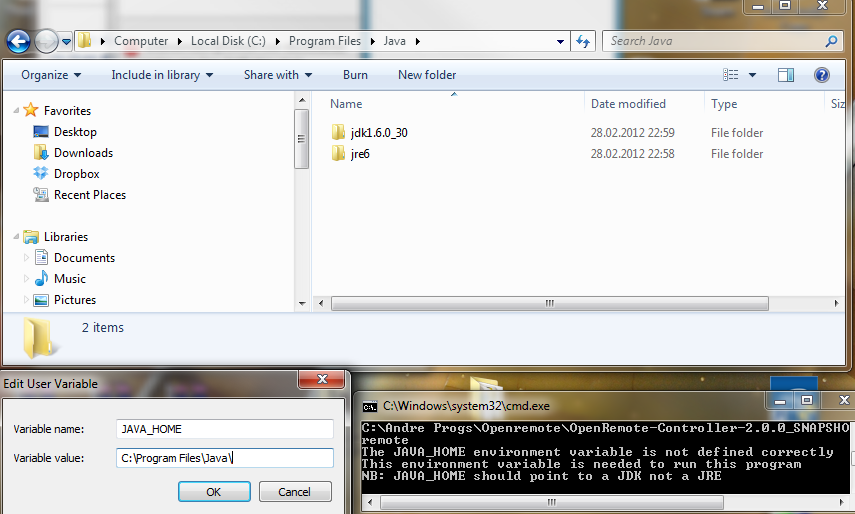 Computer Local Disk (C:) Program Files Java
Search Java
Organize Include in library Share with Burn New folder
Name Date modified Type Siz
Favorites
Desktop
Downloads
Dropbox
Recent Places
Libraries
Documents
Music
Pictures
jdk1.6.0_30 28.02.2012 22:59 File folder
jre6 28.02.2012 22:58 File folder
2 items
Edit User Variable
Variable name: JAVA_HOME
Variable value: C:\Program Files\Java\
OK Cancel
C:\Windows\system32\cmd.exe
C:\Andre Progs\Openremote\OpenRemote-Controller-2.0.0_SNAPSHO
remote
The JAVA_HOME environment variable is not defined correctly
This environment variable is needed to run this program
NB: JAVA_HOME should point to a JDK not a JRE